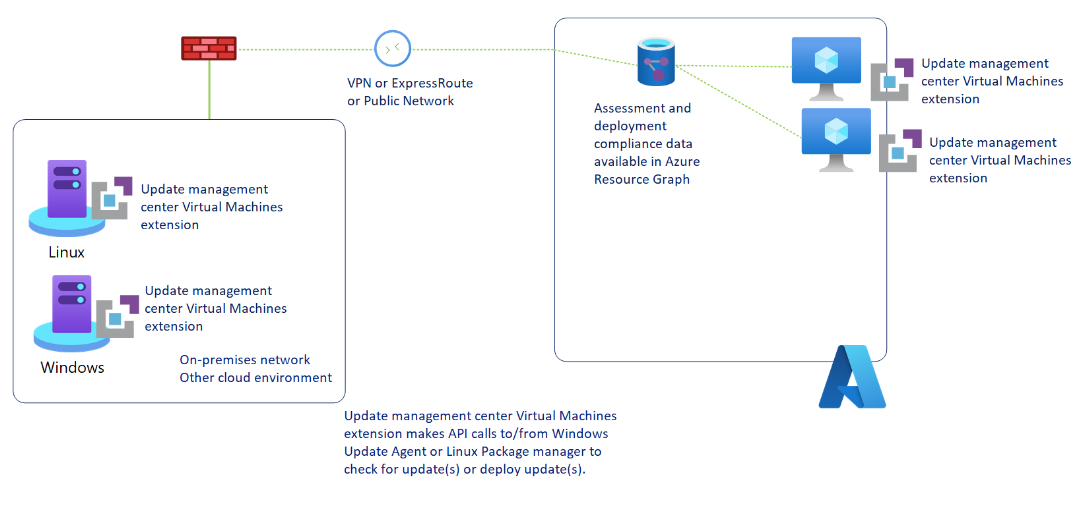 VPN or ExpressRoute
or Public Network
Assessment and
deployment
compliance data
available in Azure
Resource Graph
Update management
center Virtual Machines
extension
Update management
center Virtual Machines
extension
Update management
center Virtual Machines
extension
Linux
Update management
center Virtual Machines
extension
Windows
On-premises network
Other cloud environment
Update management center Virtual Machines
extension makes API calls to/from Windows
Update Agent or Linux Package manager to
check for update(s) or deploy update(s).